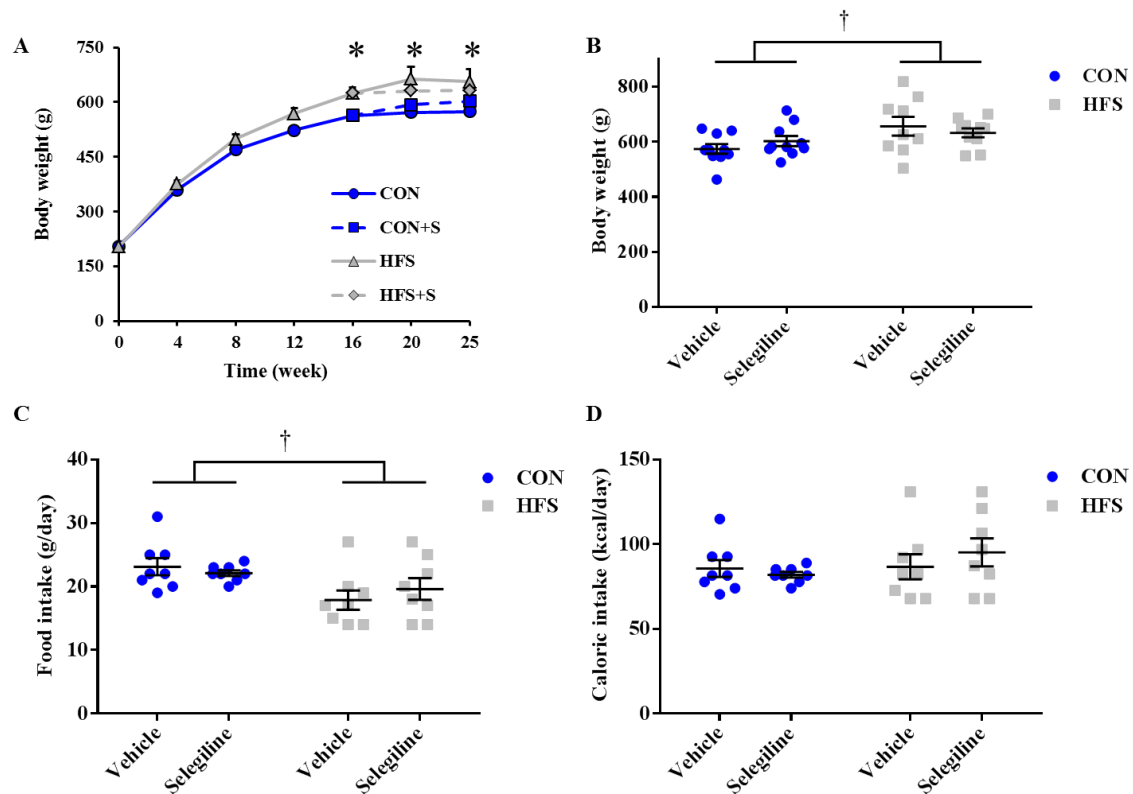 A
Body weight (g)
750
600
450
300
150
0
* * *
CON
CON+S
HFS
HFS+S
0 4 8 12 16 20 25
Time (week)
B
†
Body weight (g)
800
600
400
200
0
CON
HFS
Vehicle Selegiline Vehicle Selegiline
C
†
Food intake (g/day)
40
30
20
10
0
CON
HFS
Vehicle Selegiline Vehicle Selegiline
D
Caloric intake (kcal/day)
150
100
50
0
CON
HFS
Vehicle Selegiline Vehicle Selegiline